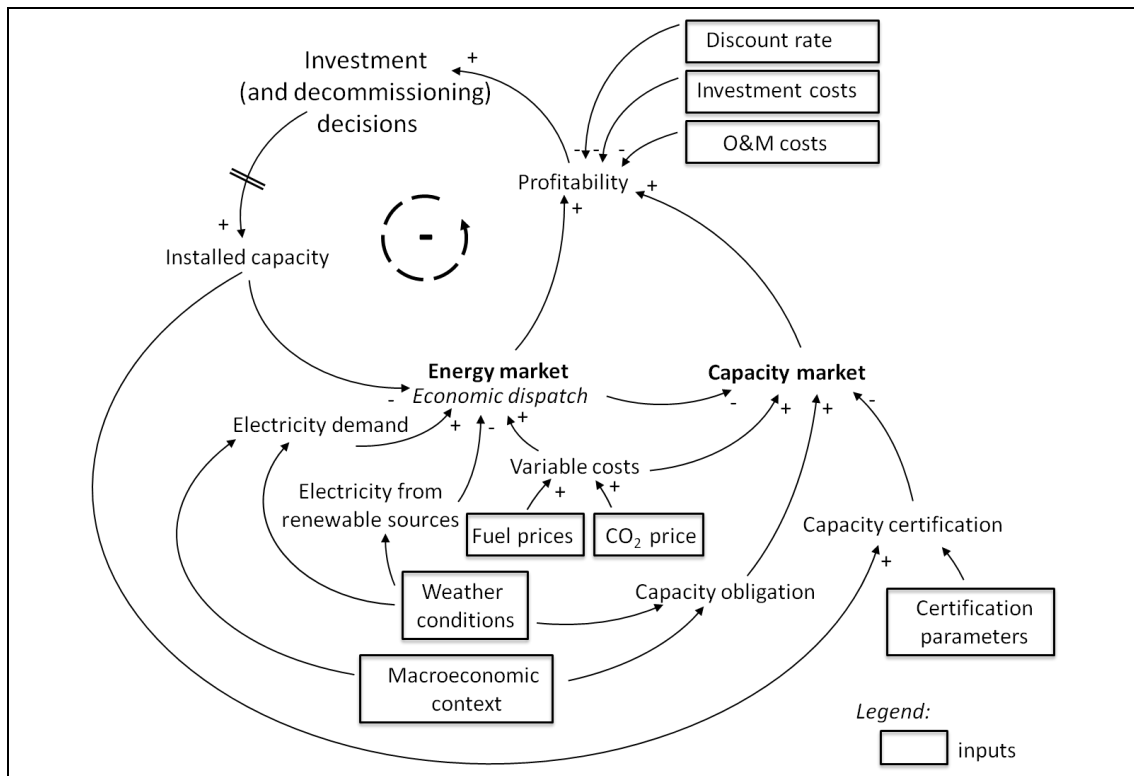 Discount rate
Investment costs
O&M costs
Investment
(and decommissioning)
decisions
+
- - -
Profitability
+
+
+
-
Installed capacity
Energy market
Economic dispatch
Capacity market
-
-
Electricity demand
+
-
+
+
+
-
Variable costs
+
+
Electricity from
renewable sources
Fuel prices
CO₂ price
Capacity certification
+
Weather
conditions
Capacity obligation
Certification
parameters
Macroeconomic
context
Legend:
inputs